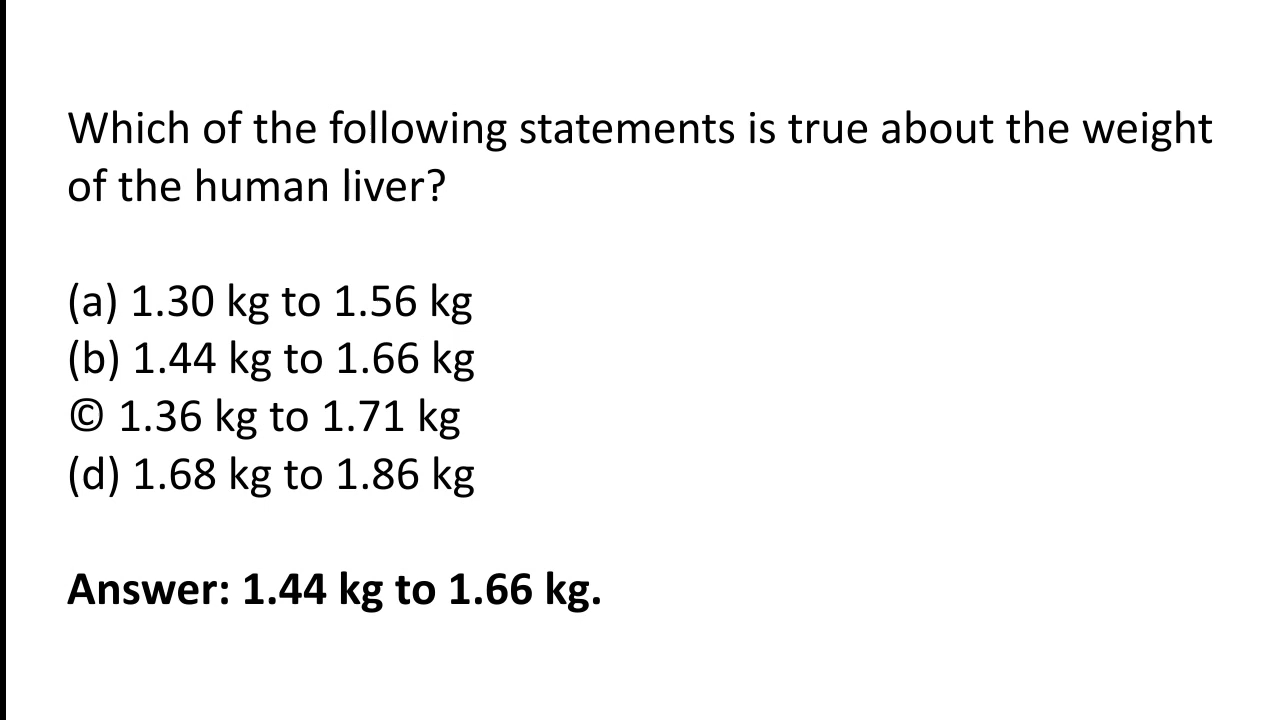 Which of the following statements is true about the weight
of the human liver?
(a) 1.30 kg to 1.56 kg
(b) 1.44 kg to 1.66 kg
© 1.36 kg to 1.71 kg
(d) 1.68 kg to 1.86 kg
Answer: 1.44 kg to 1.66 kg.